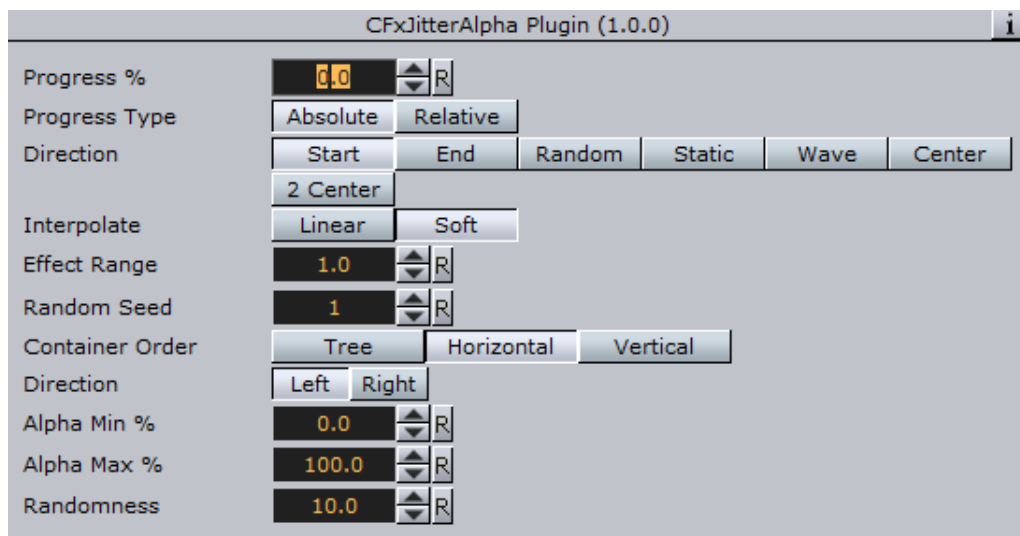 CFxJitterAlpha Plugin (1.0.0) i
Progress % 0.0 R
Progress Type Absolute Relative
Direction Start End Random Static Wave Center
2 Center
Interpolate Linear Soft
Effect Range 1.0 R
Random Seed 1 R
Container Order Tree Horizontal Vertical
Direction Left Right
Alpha Min % 0.0 R
Alpha Max % 100.0 R
Randomness 10.0 R